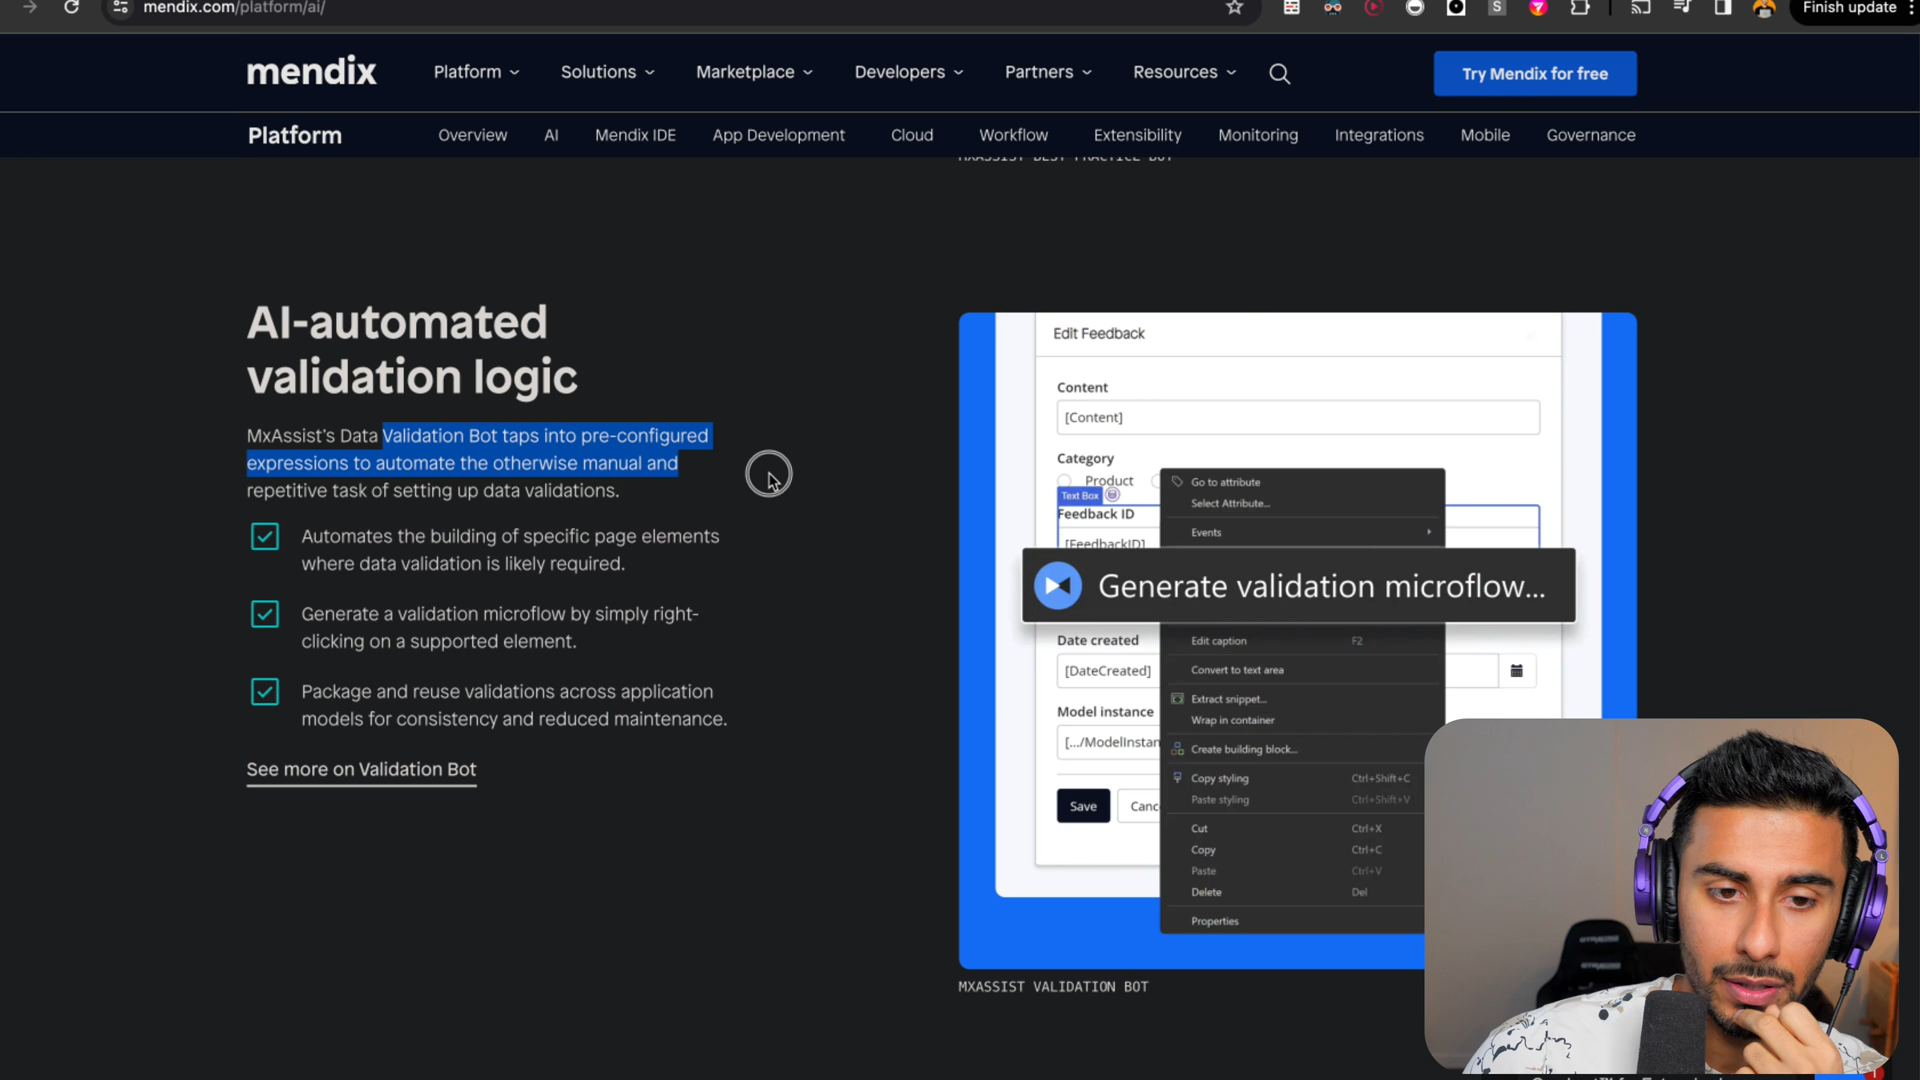 mendix.com/platform/ai/
Finish update
mendix
Platform
Solutions
Marketplace
Developers
Partners
Resources
Try Mendix for free
Platform
Overview
AI
Mendix IDE
App Development
Cloud
Workflow
Extensibility
Monitoring
Integrations
Mobile
Governance
MXASSIST BEST PRACTICE BOT
AI-automated
validation logic
MxAssist's Data Validation Bot taps into pre-configured
expressions to automate the otherwise manual and
repetitive task of setting up data validations.
Automates the building of specific page elements
where data validation is likely required.
Generate a validation microflow by simply right-
clicking on a supported element.
Package and reuse validations across application
models for consistency and reduced maintenance.
See more on Validation Bot
Edit Feedback
Content
[Content]
Category
Product
Text Box
Feedback ID
[FeedbackID]
Go to attribute
Select Attribute...
Events
Generate validation microflow...
Date created
[DateCreated]
Model instance
[.../ModelInstan
Save
Canc
Edit caption F2
Convert to text area
Extract snippet...
Wrap in container
Create building block...
Copy styling Ctrl+Shift+C
Paste styling Ctrl+Shift+V
Cut Ctrl+X
Copy Ctrl+C
Paste Ctrl+V
Delete Del
Properties
MXASSIST VALIDATION BOT